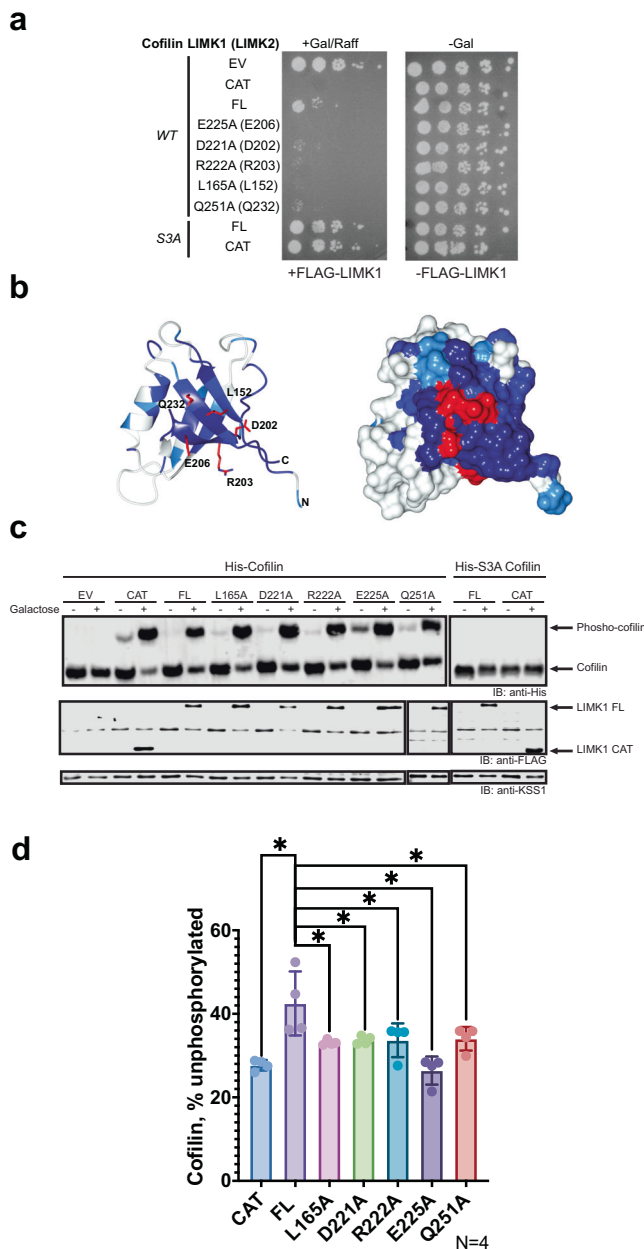 a
Cofilin LIMK1 (LIMK2) +Gal/Raff -Gal
EV
CAT
FL
E225A (E206)
WT
D221A (D202)
R222A (R203)
L165A (L152)
Q251A (Q232)
S3A
FL
CAT
+FLAG-LIMK1 -FLAG-LIMK1
b
L152
Q232
D202
E206
C
R203
N
c
His-Cofilin His-S3A Cofilin
EV CAT FL L165A D221A R222A E225A Q251A FL CAT
Galactose - + - + - + - + - + - + - + - + - + - +
Phosho-cofilin
Cofilin
IB: anti-His
LIMK1 FL
LIMK1 CAT
IB: anti-FLAG
IB: anti-KSS1
d
* * * * * *
Cofilin, % unphosphorylated
60
40
20
0
CAT FL L165A D221A R222A E225A Q251A
N=4